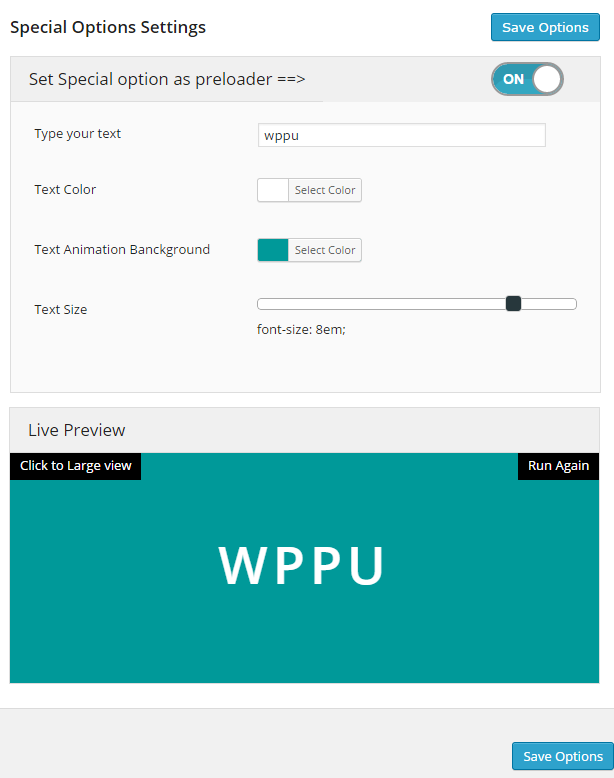 Special Options Settings
Save Options
Set Special option as preloader ==>
ON
Type your text
wppu
Text Color
Select Color
Text Animation Banckground
Select Color
Text Size
font-size: 8em;
Live Preview
Click to Large view
Run Again
WPPU
Save Options